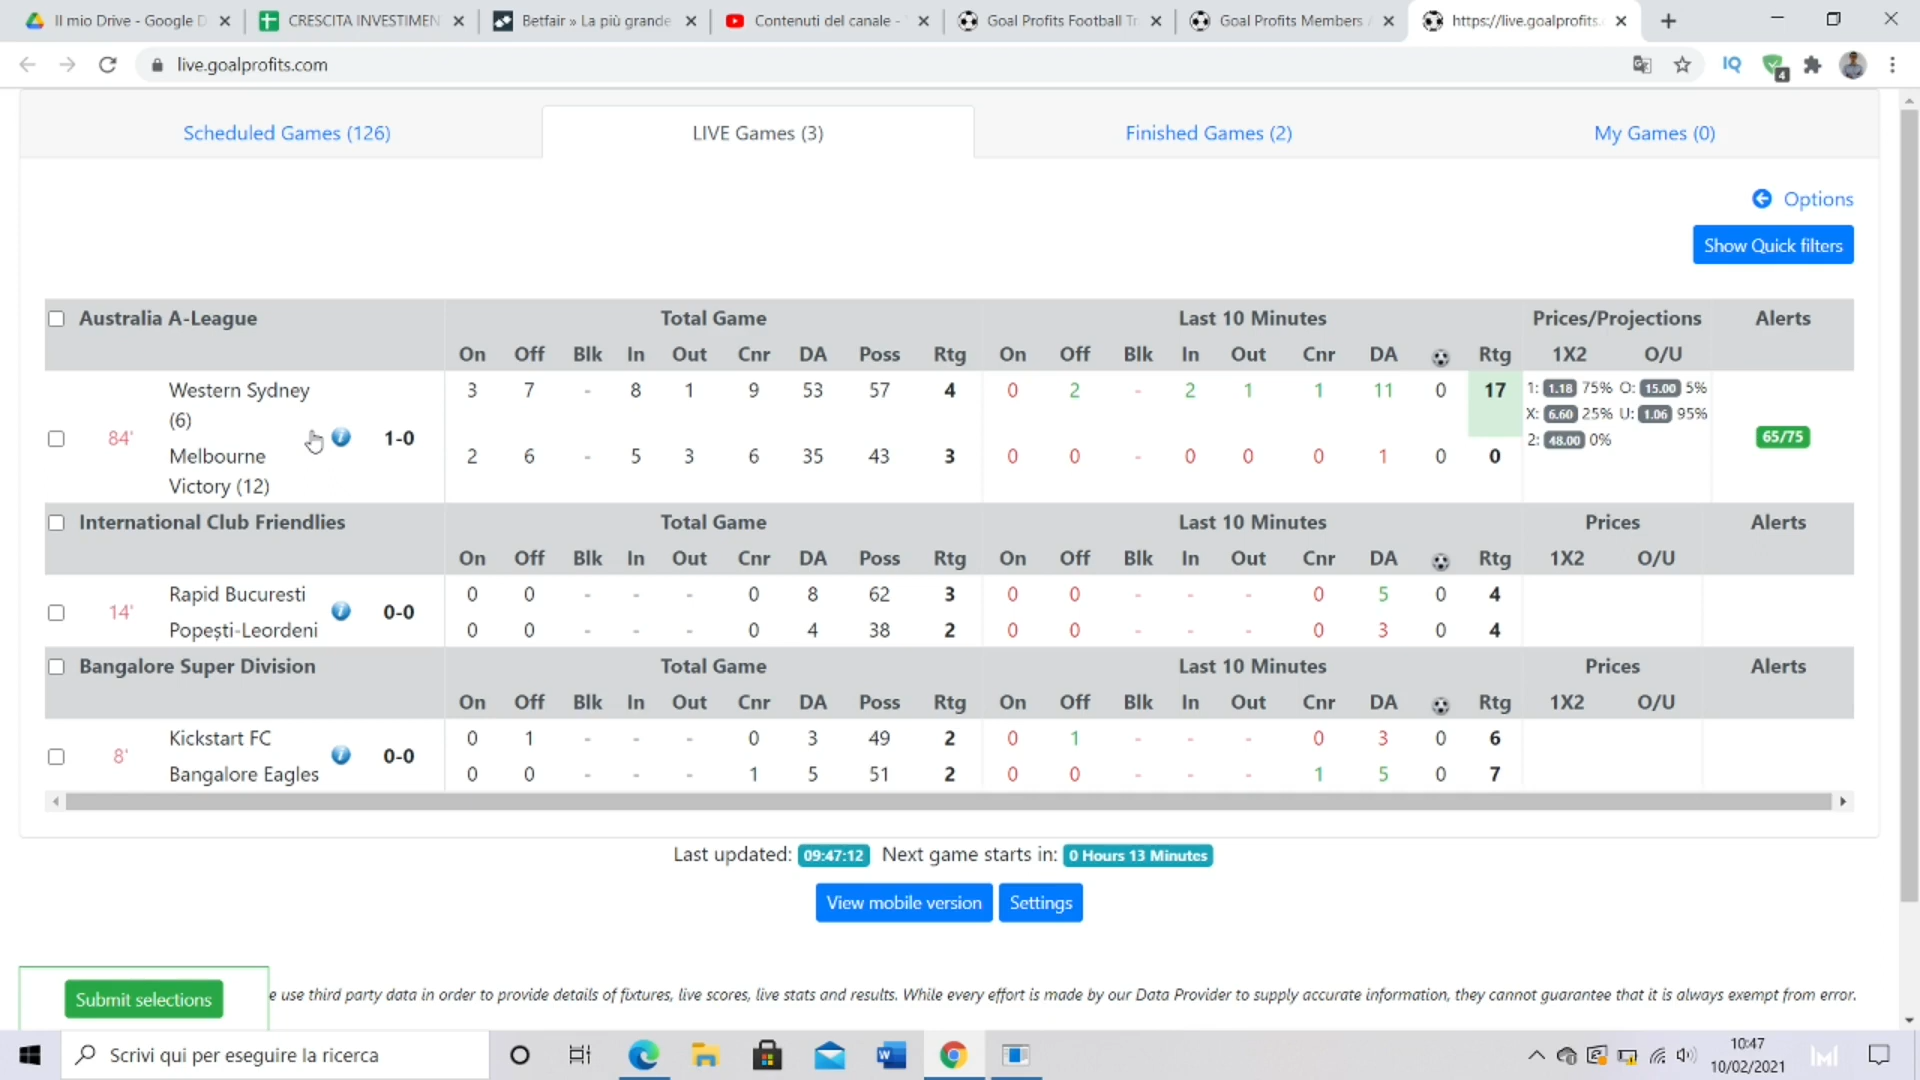 Il mio Drive - Google D
CRESCITA INVESTIMEN
Betfair » La più grande
Contenuti del canale -
Goal Profits Football Tr
Goal Profits Members A
https://live.goalprofits.
live.goalprofits.com
IQ
4
Scheduled Games (126)
LIVE Games (3)
Finished Games (2)
My Games (0)
Options
Show Quick filters
Australia A-League Total Game Last 10 Minutes Prices/Projections Alerts
On Off Blk In Out Cnr DA Poss Rtg On Off Blk In Out Cnr DA Rtg 1X2 O/U
Western Sydney (6) 3 7 - 8 1 9 53 57 4 0 2 - 2 1 1 11 0 17 1: 1.18 75% O: 15.00 5%
X: 6.60 25% U: 1.06 95%
84' 1-0 2: 48.00 0% 65/75
Melbourne Victory (12) 2 6 - 5 3 6 35 43 3 0 0 - 0 0 0 1 0 0
International Club Friendlies Total Game Last 10 Minutes Prices Alerts
On Off Blk In Out Cnr DA Poss Rtg On Off Blk In Out Cnr DA Rtg 1X2 O/U
Rapid Bucuresti 0 0 - - - 0 8 62 3 0 0 - - - 0 5 0 4
14' 0-0
Popești-Leordeni 0 0 - - - 0 4 38 2 0 0 - - - 0 3 0 4
Bangalore Super Division Total Game Last 10 Minutes Prices Alerts
On Off Blk In Out Cnr DA Poss Rtg On Off Blk In Out Cnr DA Rtg 1X2 O/U
Kickstart FC 0 1 - - - 0 3 49 2 0 1 - - - 0 3 0 6
8' 0-0
Bangalore Eagles 0 0 - - - 1 5 51 2 0 0 - - - 1 5 0 7
Last updated: 09:47:12 Next game starts in: 0 Hours 13 Minutes
View mobile version Settings
Submit selections
e use third party data in order to provide details of fixtures, live scores, live stats and results. While every effort is made by our Data Provider to supply accurate information, they cannot guarantee that it is always exempt from error.
Scrivi qui per eseguire la ricerca
10:47
10/02/2021